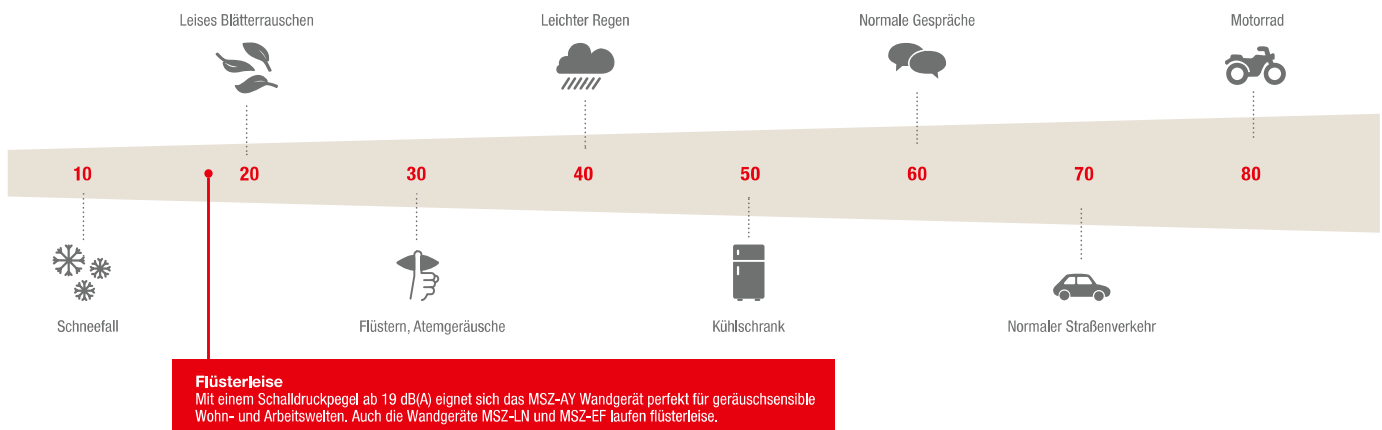 Leises Blätterrauschen
Leichter Regen
Normale Gespräche
Motorrad
10
20
30
40
50
60
70
80
Schneefall
Flüstern, Atemgeräusche
Kühlschrank
Normaler Straßenverkehr
Flüsterleise
Mit einem Schalldruckpegel ab 19 dB(A) eignet sich das MSZ-AY Wandgerät perfekt für geräuschsensible
Wohn- und Arbeitswelten. Auch die Wandgeräte MSZ-LN und MSZ-EF laufen flüsterleise.